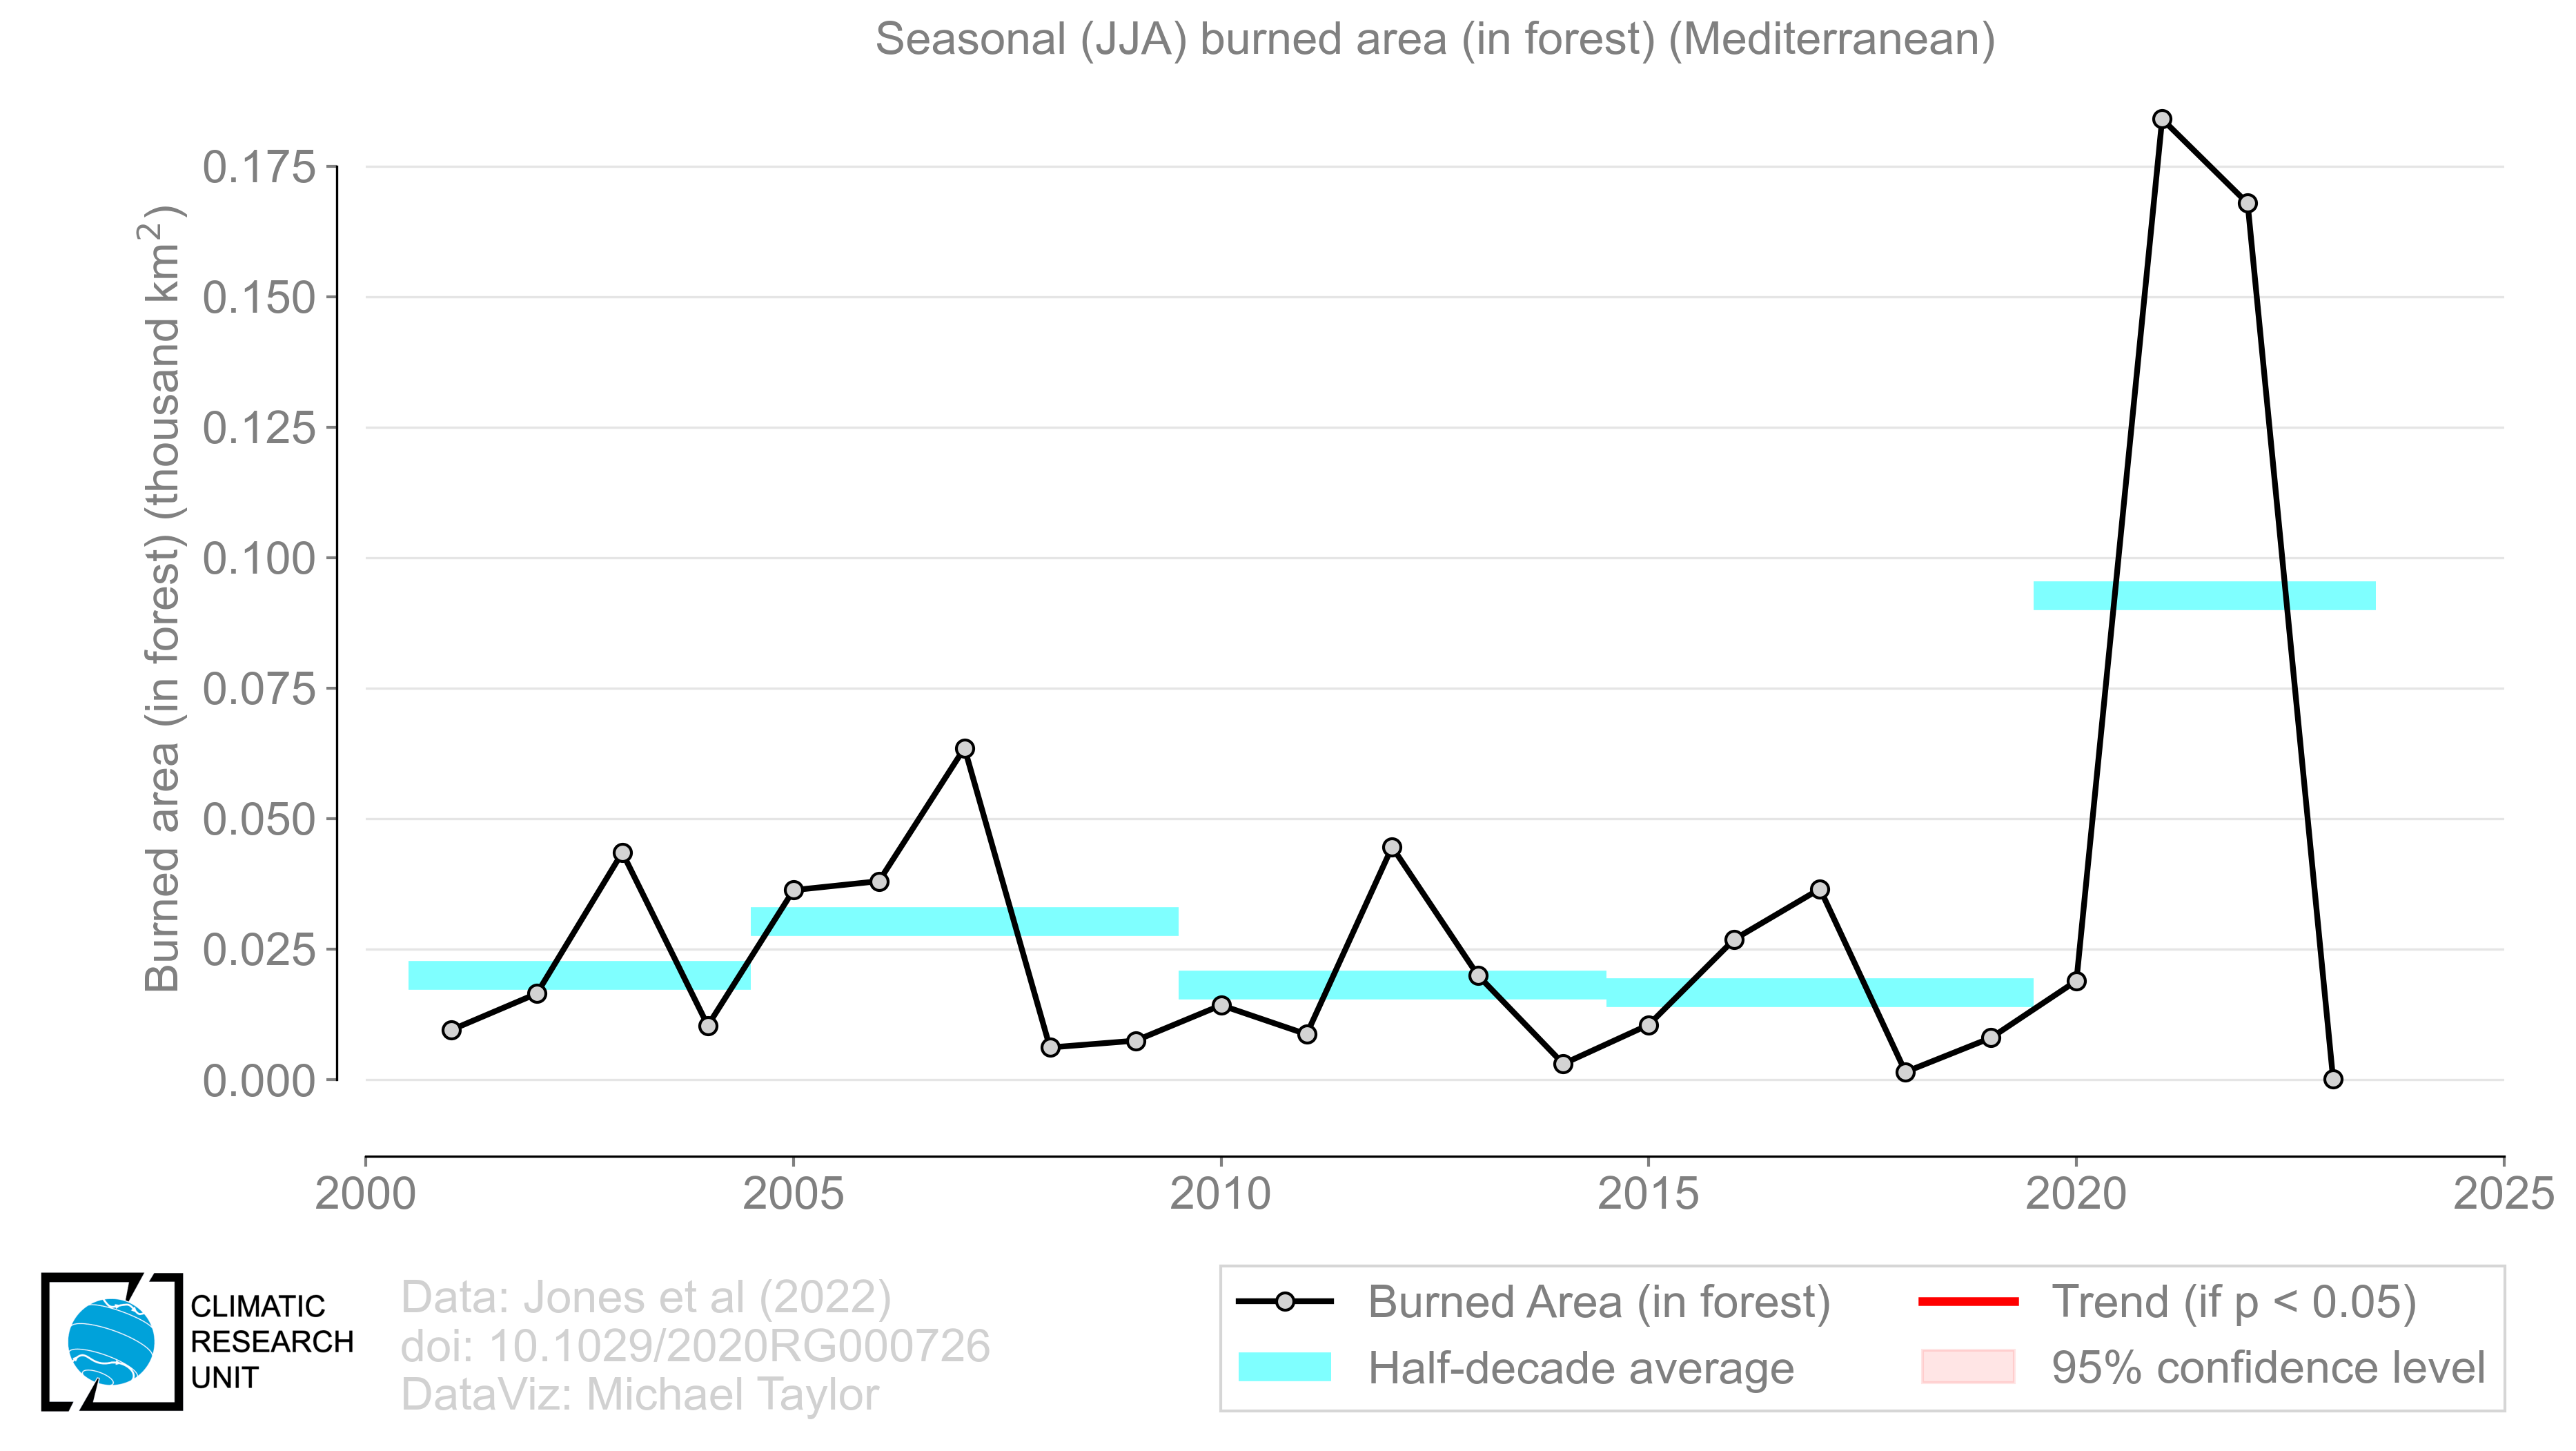 Seasonal (JJA) burned area (in forest) (Mediterranean)
Burned area (in forest) (thousand km²)
0.175
0.150
0.125
0.100
0.075
0.050
0.025
0.000
2000 2005 2010 2015 2020 2025
CLIMATIC
RESEARCH
UNIT
Data: Jones et al (2022)
doi: 10.1029/2020RG000726
DataViz: Michael Taylor
Burned Area (in forest)
Half-decade average
Trend (if p < 0.05)
95% confidence level